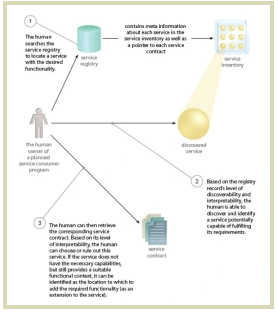 1
The human
searches the
service registry
to locate a service
with the desired
functionality.
service
registry
contains meta information
about each service in the
service inventory as well as
a pointer to each service
contract
service
inventory
the human
owner of
a planned
service consumer
program
discovered
service
2
Based on the registry
record's level of
discoverability and
interpretability, the
human is able to
discover and identify
a service potentially
capable of fulfilling
its requirements.
3
The human can then retrieve
the corresponding service
contract. Based on its level
of interpretability, the human
can choose or rule out this
service. If the service does not
have the necessary capabilities,
but still provides a suitable
functional context, it can be
identified as the location to which to
add the required functionality (as an
extension to the service).
service
contract